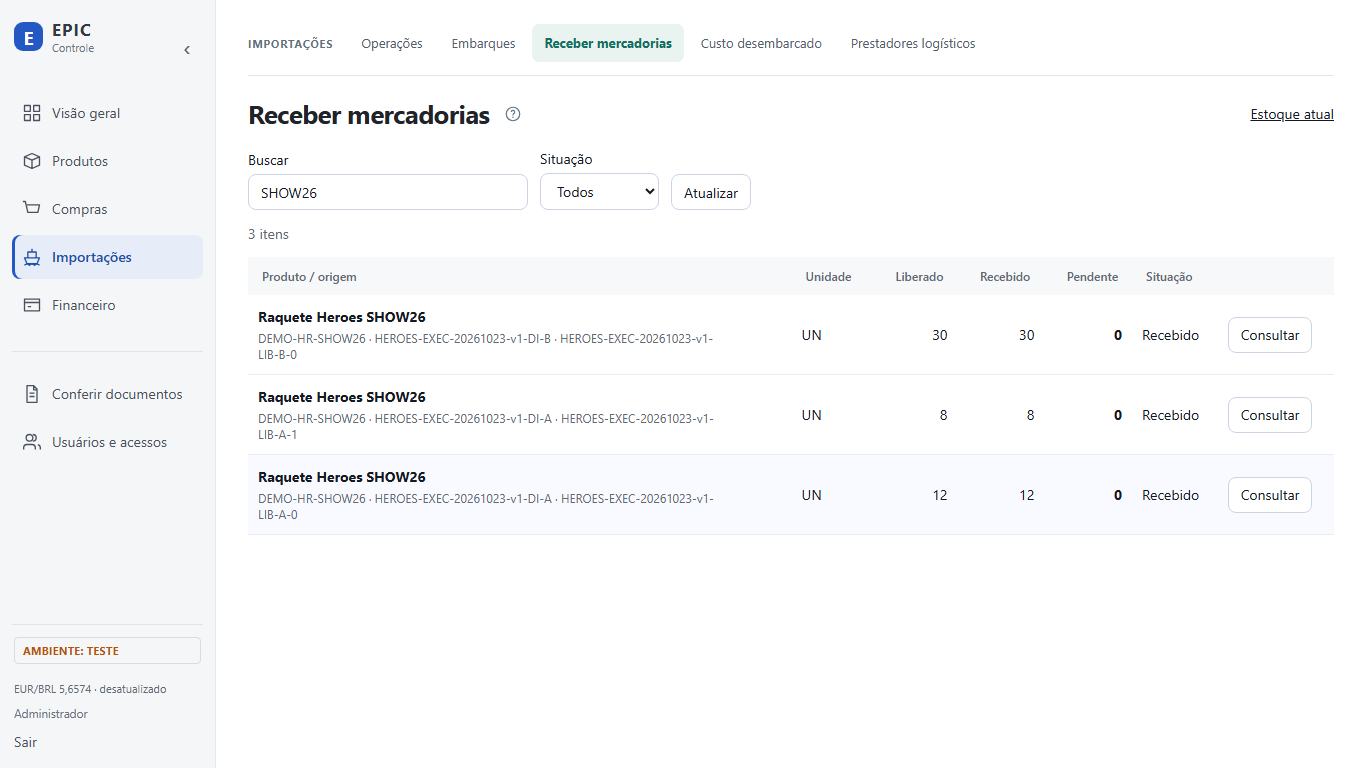 E
EPIC
Controle
Visão geral
Produtos
Compras
Importações
Financeiro
Conferir documentos
Usuários e acessos
AMBIENTE: TESTE
EUR/BRL 5,6574 · desatualizado
Administrador
Sair
IMPORTAÇÕES Operações Embarques Receber mercadorias Custo desembarcado Prestadores logísticos
Receber mercadorias ?
Estoque atual
Buscar Situação
SHOW26 Todos Atualizar
3 itens
Produto / origem Unidade Liberado Recebido Pendente Situação
Raquete Heroes SHOW26
DEMO-HR-SHOW26 · HEROES-EXEC-20261023-v1-DI-B · HEROES-EXEC-20261023-v1-
LIB-B-0
UN 30 30 0 Recebido Consultar
Raquete Heroes SHOW26
DEMO-HR-SHOW26 · HEROES-EXEC-20261023-v1-DI-A · HEROES-EXEC-20261023-v1-
LIB-A-1
UN 8 8 0 Recebido Consultar
Raquete Heroes SHOW26
DEMO-HR-SHOW26 · HEROES-EXEC-20261023-v1-DI-A · HEROES-EXEC-20261023-v1-
LIB-A-0
UN 12 12 0 Recebido Consultar